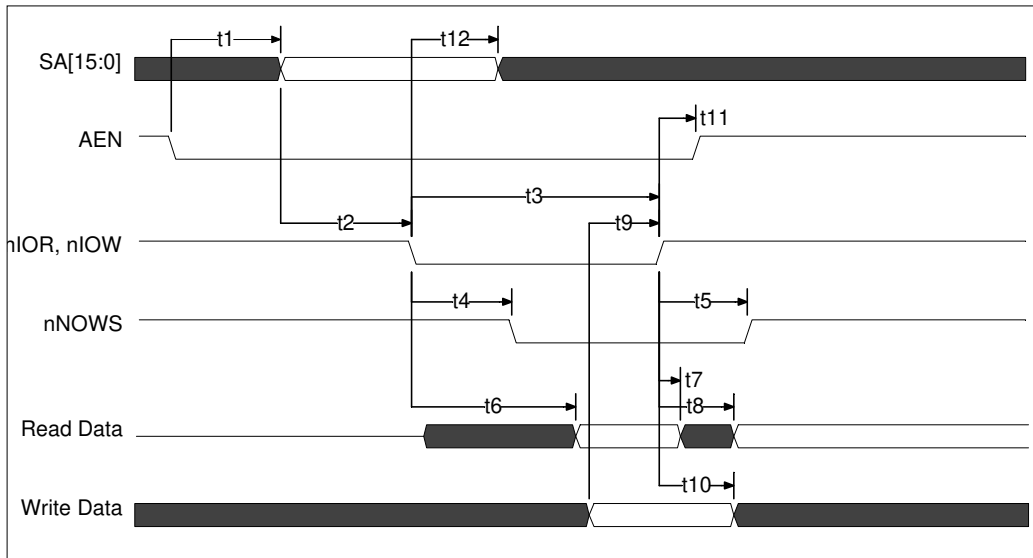 t1
t12
SA[15:0]
t11
AEN
t3
t2
t9
nIOR, nIOW
t4
t5
nNOWS
t7
t6
t8
Read Data
t10
Write Data